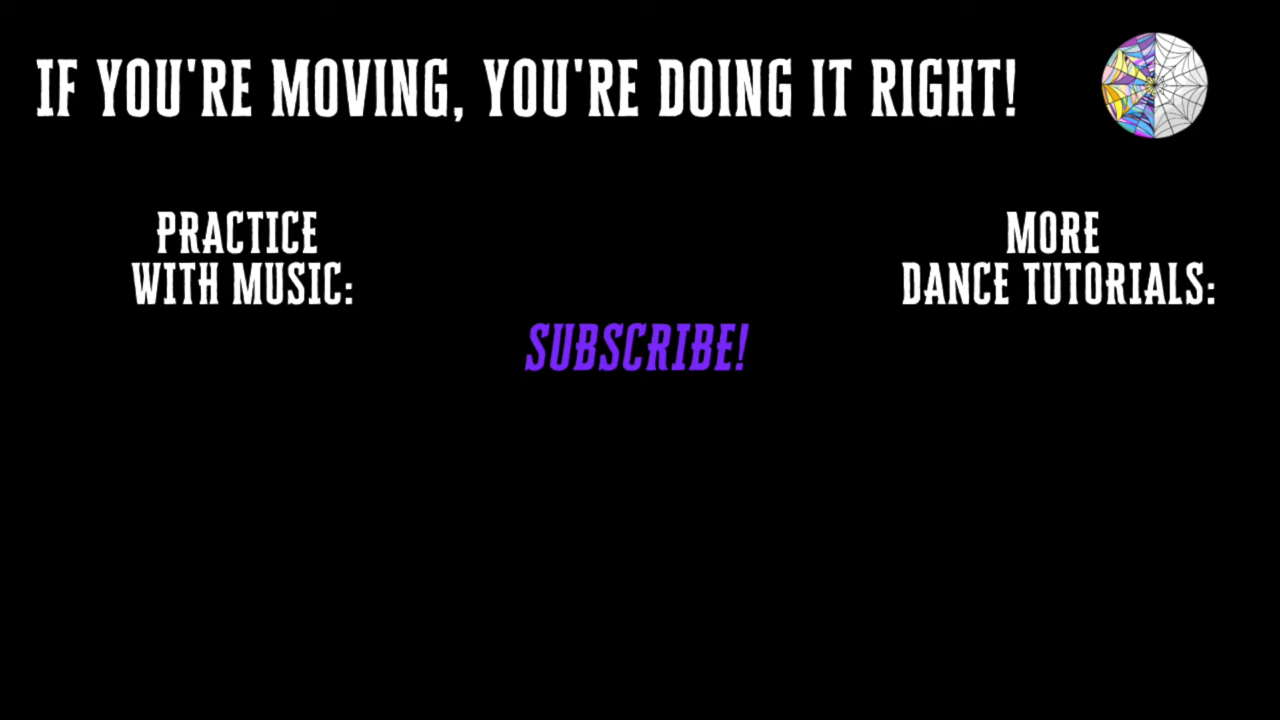 IF YOU'RE MOVING, YOU'RE DOING IT RIGHT!
PRACTICE
WITH MUSIC:
MORE
DANCE TUTORIALS:
SUBSCRIBE!